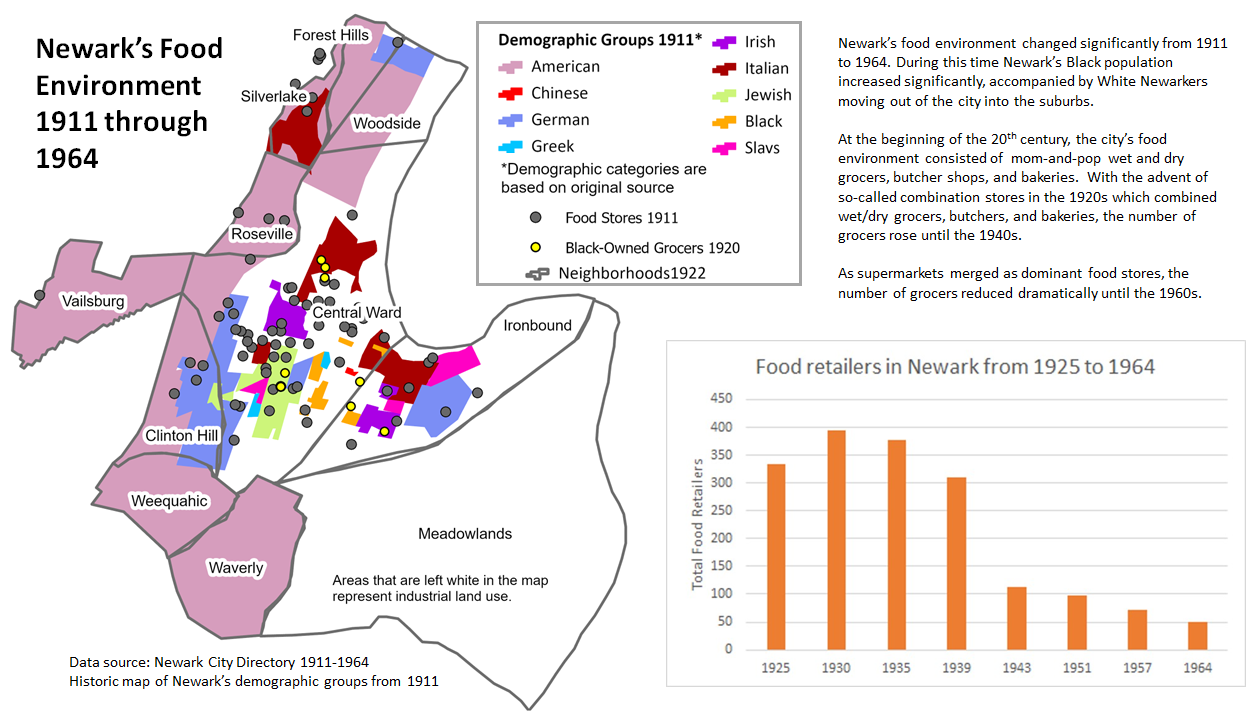 Newark's Food
Environment
1911 through
1964
Forest Hills
Silverlake
Woodside
Roseville
Vailsburg
Central Ward
Ironbound
Clinton Hill
Weequahic
Waverly
Meadowlands
Areas that are left white in the map
represent industrial land use.
Data source: Newark City Directory 1911-1964
Historic map of Newark's demographic groups from 1911
Demographic Groups 1911*
American
Chinese
German
Greek
Irish
Italian
Jewish
Black
Slavs
*Demographic categories are
based on original source
Food Stores 1911
Black-Owned Grocers 1920
Neighborhoods1922
Newark's food environment changed significantly from 1911
to 1964. During this time Newark's Black population
increased significantly, accompanied by White Newarkers
moving out of the city into the suburbs.
At the beginning of the 20th century, the city's food
environment consisted of mom-and-pop wet and dry
grocers, butcher shops, and bakeries. With the advent of
so-called combination stores in the 1920s which combined
wet/dry grocers, butchers, and bakeries, the number of
grocers rose until the 1940s.
As supermarkets merged as dominant food stores, the
number of grocers reduced dramatically until the 1960s.
Food retailers in Newark from 1925 to 1964
Total Food Retailers
450
400
350
300
250
200
150
100
50
0
1925 1930 1935 1939 1943 1951 1957 1964